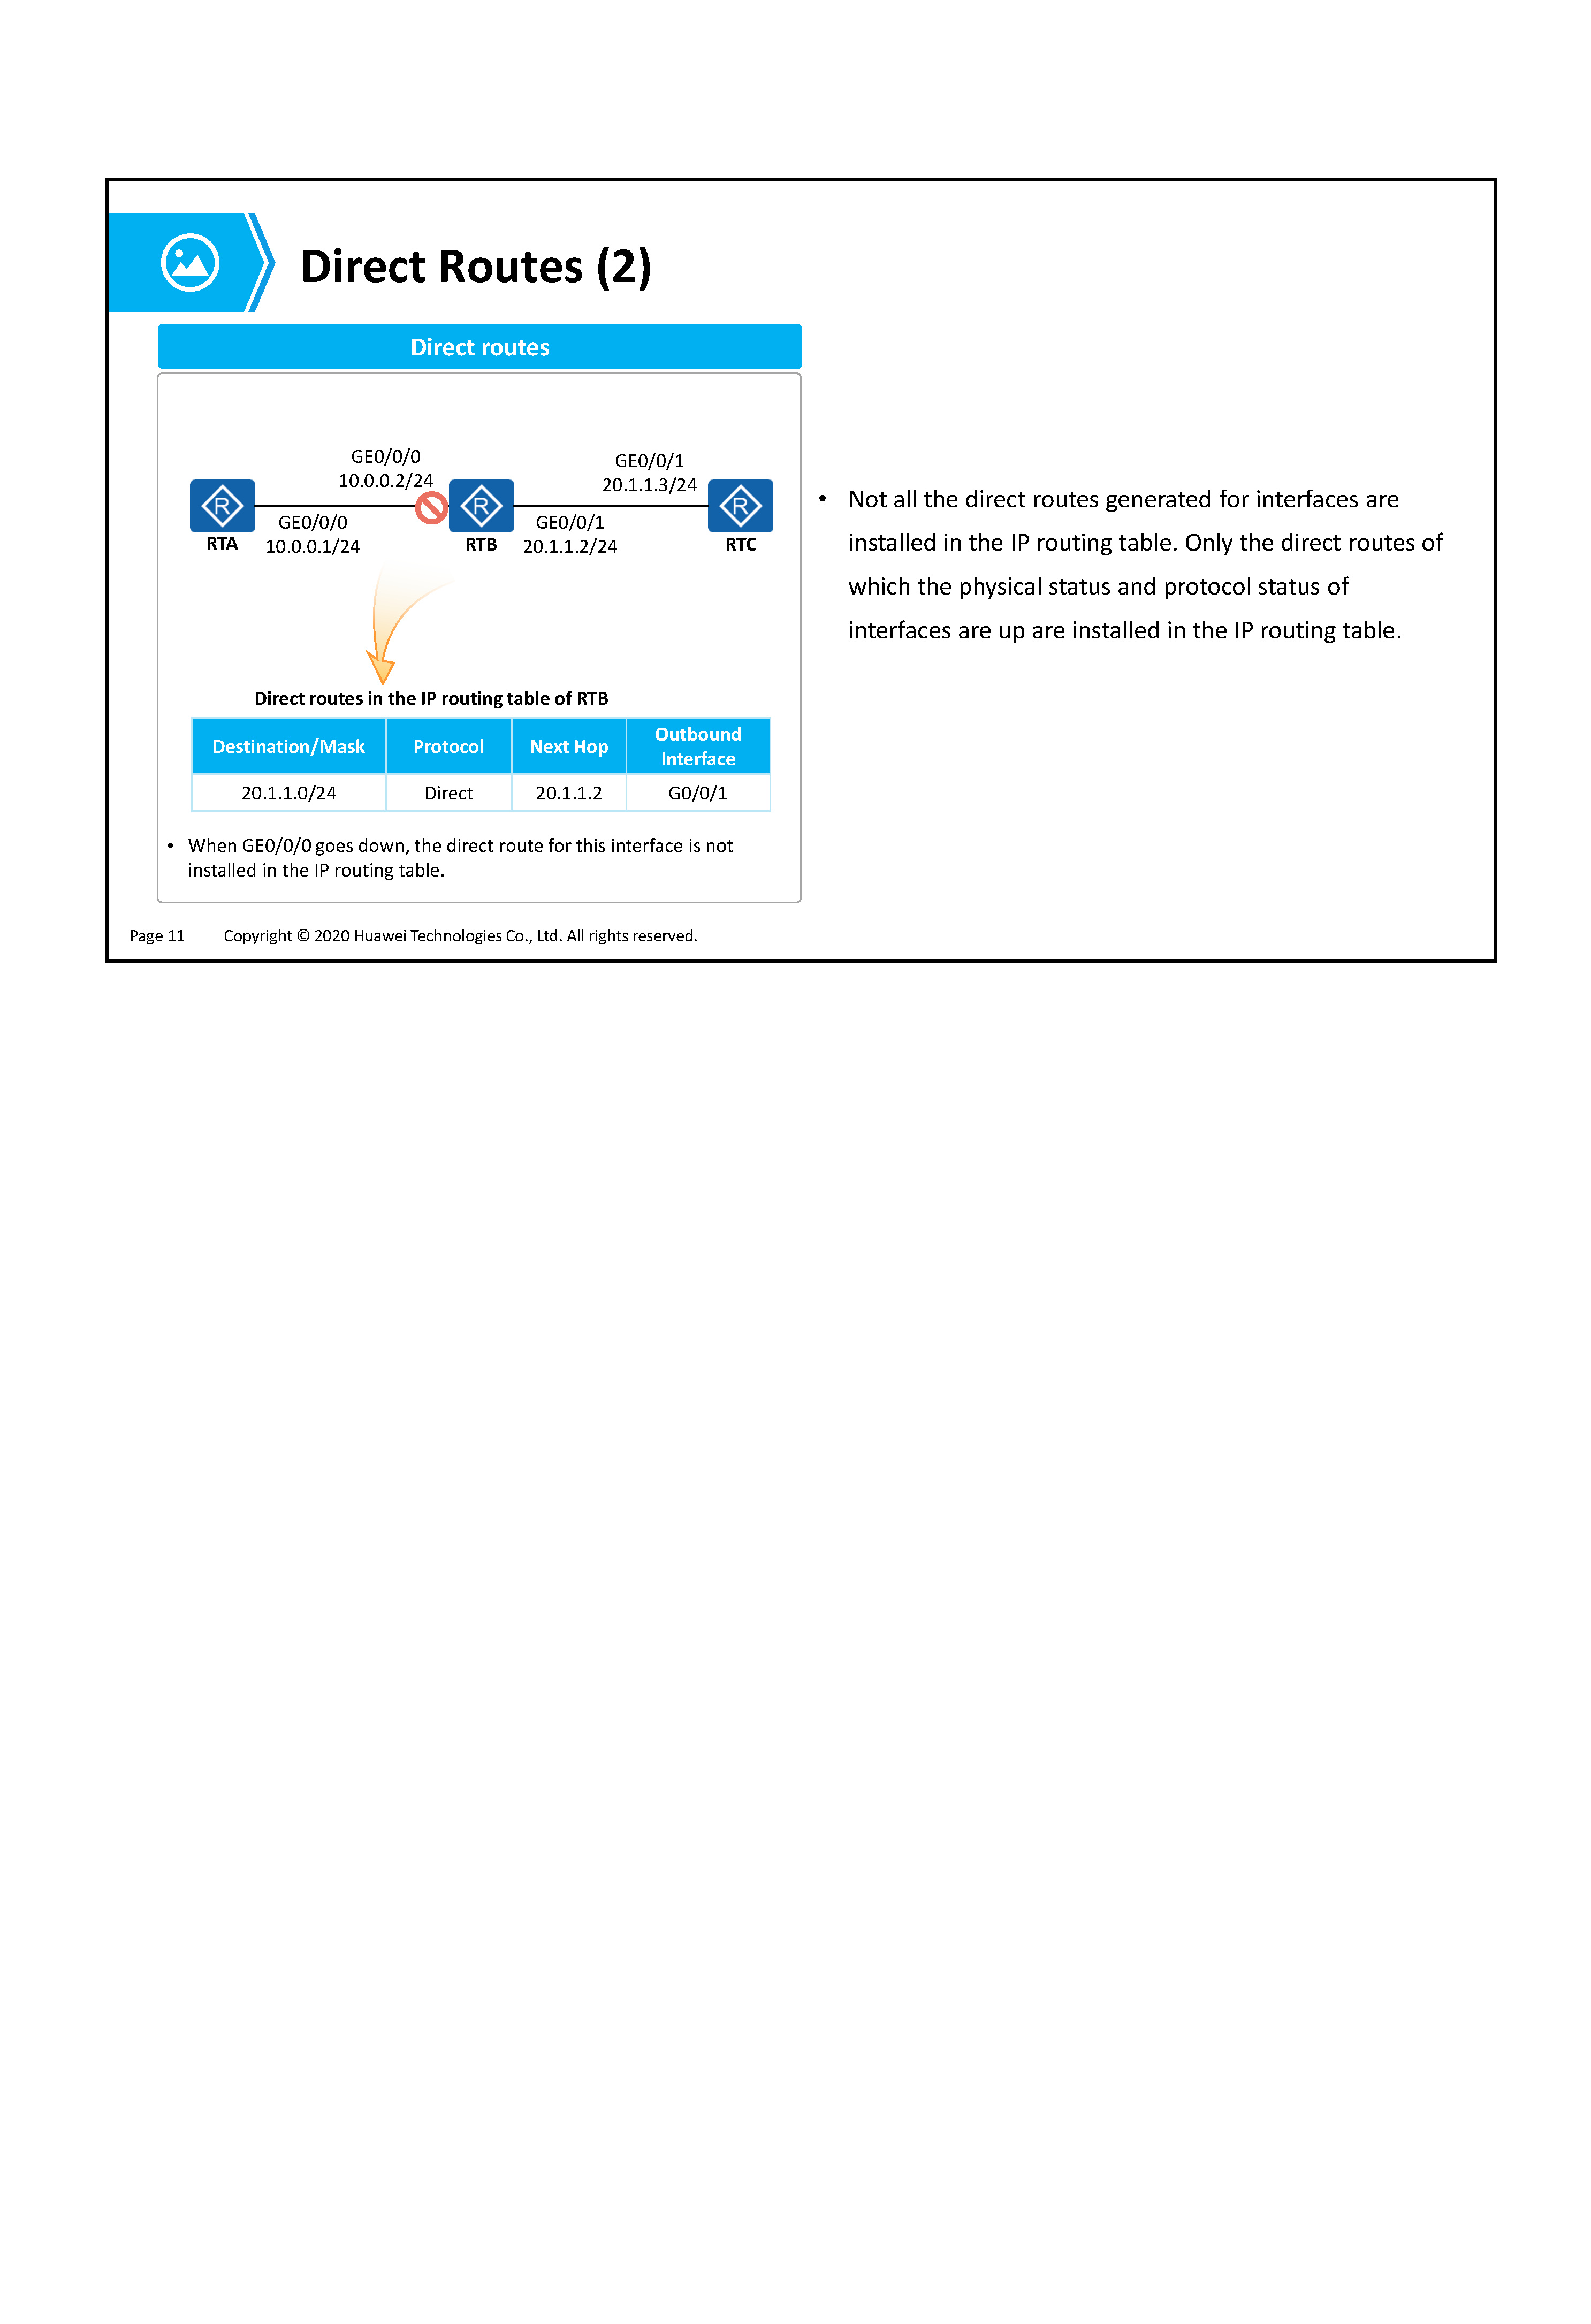 Direct Routes (2)
Direct routes
GE0/0/0
10.0.0.2/24
GE0/0/1
20.1.1.3/24
GE0/0/0
10.0.0.1/24
GE0/0/1
20.1.1.2/24
R
R
R
RTA
RTB
RTC
Direct routes in the IP routing table of RTB
Destination/Mask Protocol Next Hop Outbound Interface
20.1.1.0/24 Direct 20.1.1.2 G0/0/1
• When GE0/0/0 goes down, the direct route for this interface is not
installed in the IP routing table.
• Not all the direct routes generated for interfaces are
installed in the IP routing table. Only the direct routes of
which the physical status and protocol status of
interfaces are up are installed in the IP routing table.
Page 11 Copyright © 2020 Huawei Technologies Co., Ltd. All rights reserved.